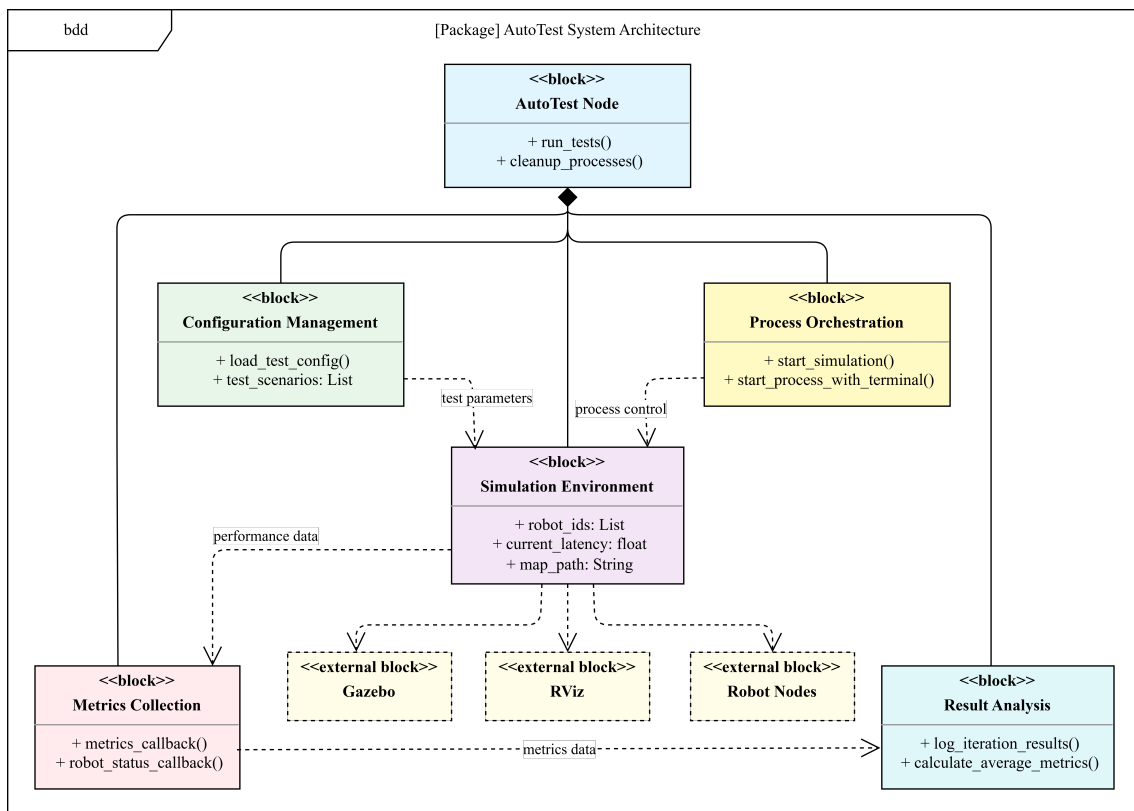 bdd
[Package] AutoTest System Architecture
<<block>>
AutoTest Node
+ run_tests()
+ cleanup_processes()
<<block>>
Configuration Management
+ load_test_config()
+ test_scenarios: List
<<block>>
Process Orchestration
+ start_simulation()
+ start_process_with_terminal()
test parameters
process control
<<block>>
Simulation Environment
+ robot_ids: List
+ current_latency: float
+ map_path: String
performance data
<<external block>>
Gazebo
<<external block>>
RViz
<<external block>>
Robot Nodes
<<block>>
Metrics Collection
+ metrics_callback()
+ robot_status_callback()
metrics data
<<block>>
Result Analysis
+ log_iteration_results()
+ calculate_average_metrics()